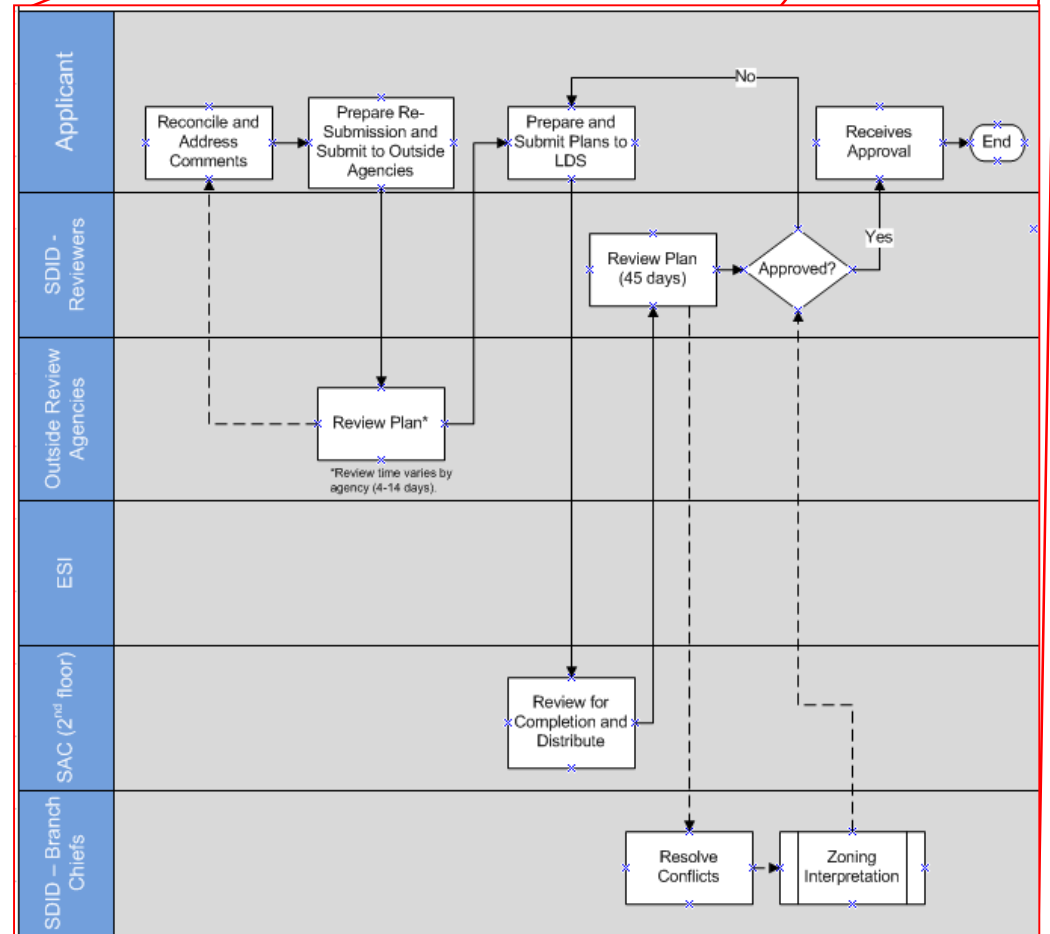 Applicant
Reconcile and
Address
Comments
Prepare Re-
Submission and
Submit to Outside
Agencies
Prepare and
Submit Plans to
LDS
No
Receives
Approval
End
SDID -
Reviewers
Review Plan
(45 days)
Approved?
Yes
Outside Review
Agencies
Review Plan*
*Review time varies by
agency (4-14 days).
ESI
SAC (2nd floor)
Review for
Completion and
Distribute
SDID – Branch
Chiefs
Resolve
Conflicts
Zoning
Interpretation